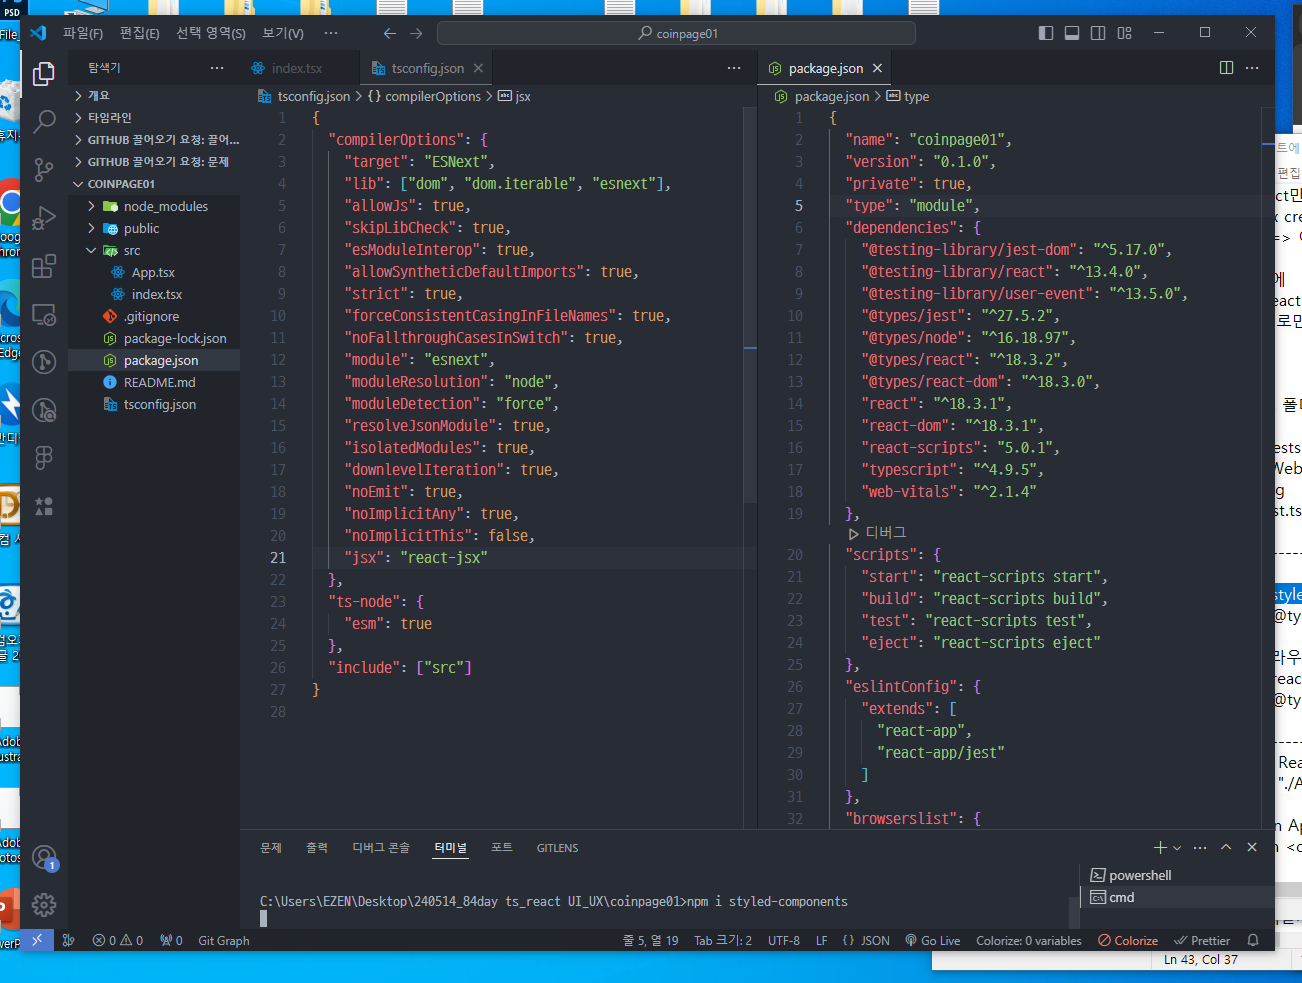 PSD
파일(F) 편집(E) 선택 영역(S) 보기(V) ···
coinpage01
탐색기 ···
개요
타임라인
GITHUB 끌어오기 요청: 끌어...
GITHUB 끌어오기 요청: 문제
COINPAGE01
node_modules
public
src
App.tsx
index.tsx
.gitignore
package-lock.json
package.json
README.md
tsconfig.json
index.tsx
tsconfig.json
tsconfig.json > {} compilerOptions > jsx
1 {
2 "compilerOptions": {
3 "target": "ESNext",
4 "lib": ["dom", "dom.iterable", "esnext"],
5 "allowJs": true,
6 "skipLibCheck": true,
7 "esModuleInterop": true,
8 "allowSyntheticDefaultImports": true,
9 "strict": true,
10 "forceConsistentCasingInFileNames": true,
11 "noFallthroughCasesInSwitch": true,
12 "module": "esnext",
13 "moduleResolution": "node",
14 "moduleDetection": "force",
15 "resolveJsonModule": true,
16 "isolatedModules": true,
17 "downlevelIteration": true,
18 "noEmit": true,
19 "noImplicitAny": true,
20 "noImplicitThis": false,
21 "jsx": "react-jsx"
22 },
23 "ts-node": {
24 "esm": true
25 },
26 "include": ["src"]
27 }
28
package.json
package.json > type
1 {
2 "name": "coinpage01",
3 "version": "0.1.0",
4 "private": true,
5 "type": "module",
6 "dependencies": {
7 "@testing-library/jest-dom": "^5.17.0",
8 "@testing-library/react": "^13.4.0",
9 "@testing-library/user-event": "^13.5.0",
10 "@types/jest": "^27.5.2",
11 "@types/node": "^16.18.97",
12 "@types/react": "^18.3.2",
13 "@types/react-dom": "^18.3.0",
14 "react": "^18.3.1",
15 "react-dom": "^18.3.1",
16 "react-scripts": "5.0.1",
17 "typescript": "^4.9.5",
18 "web-vitals": "^2.1.4"
19 },
디버그
20 "scripts": {
21 "start": "react-scripts start",
22 "build": "react-scripts build",
23 "test": "react-scripts test",
24 "eject": "react-scripts eject"
25 },
26 "eslintConfig": {
27 "extends": [
28 "react-app",
29 "react-app/jest"
30 ]
31 },
32 "browserslist": {
문제 출력 디버그 콘솔 터미널 포트 GITLENS
C:\Users\EZEN\Desktop\240514_84day ts_react UI_UX\coinpage01>npm i styled-components
powershell
cmd
1
0 0 0 Git Graph 줄 5, 열 19 Tab 크기: 2 UTF-8 LF {} JSON Go Live Colorize: 0 variables Colorize Prettier
Ln 43, Col 37